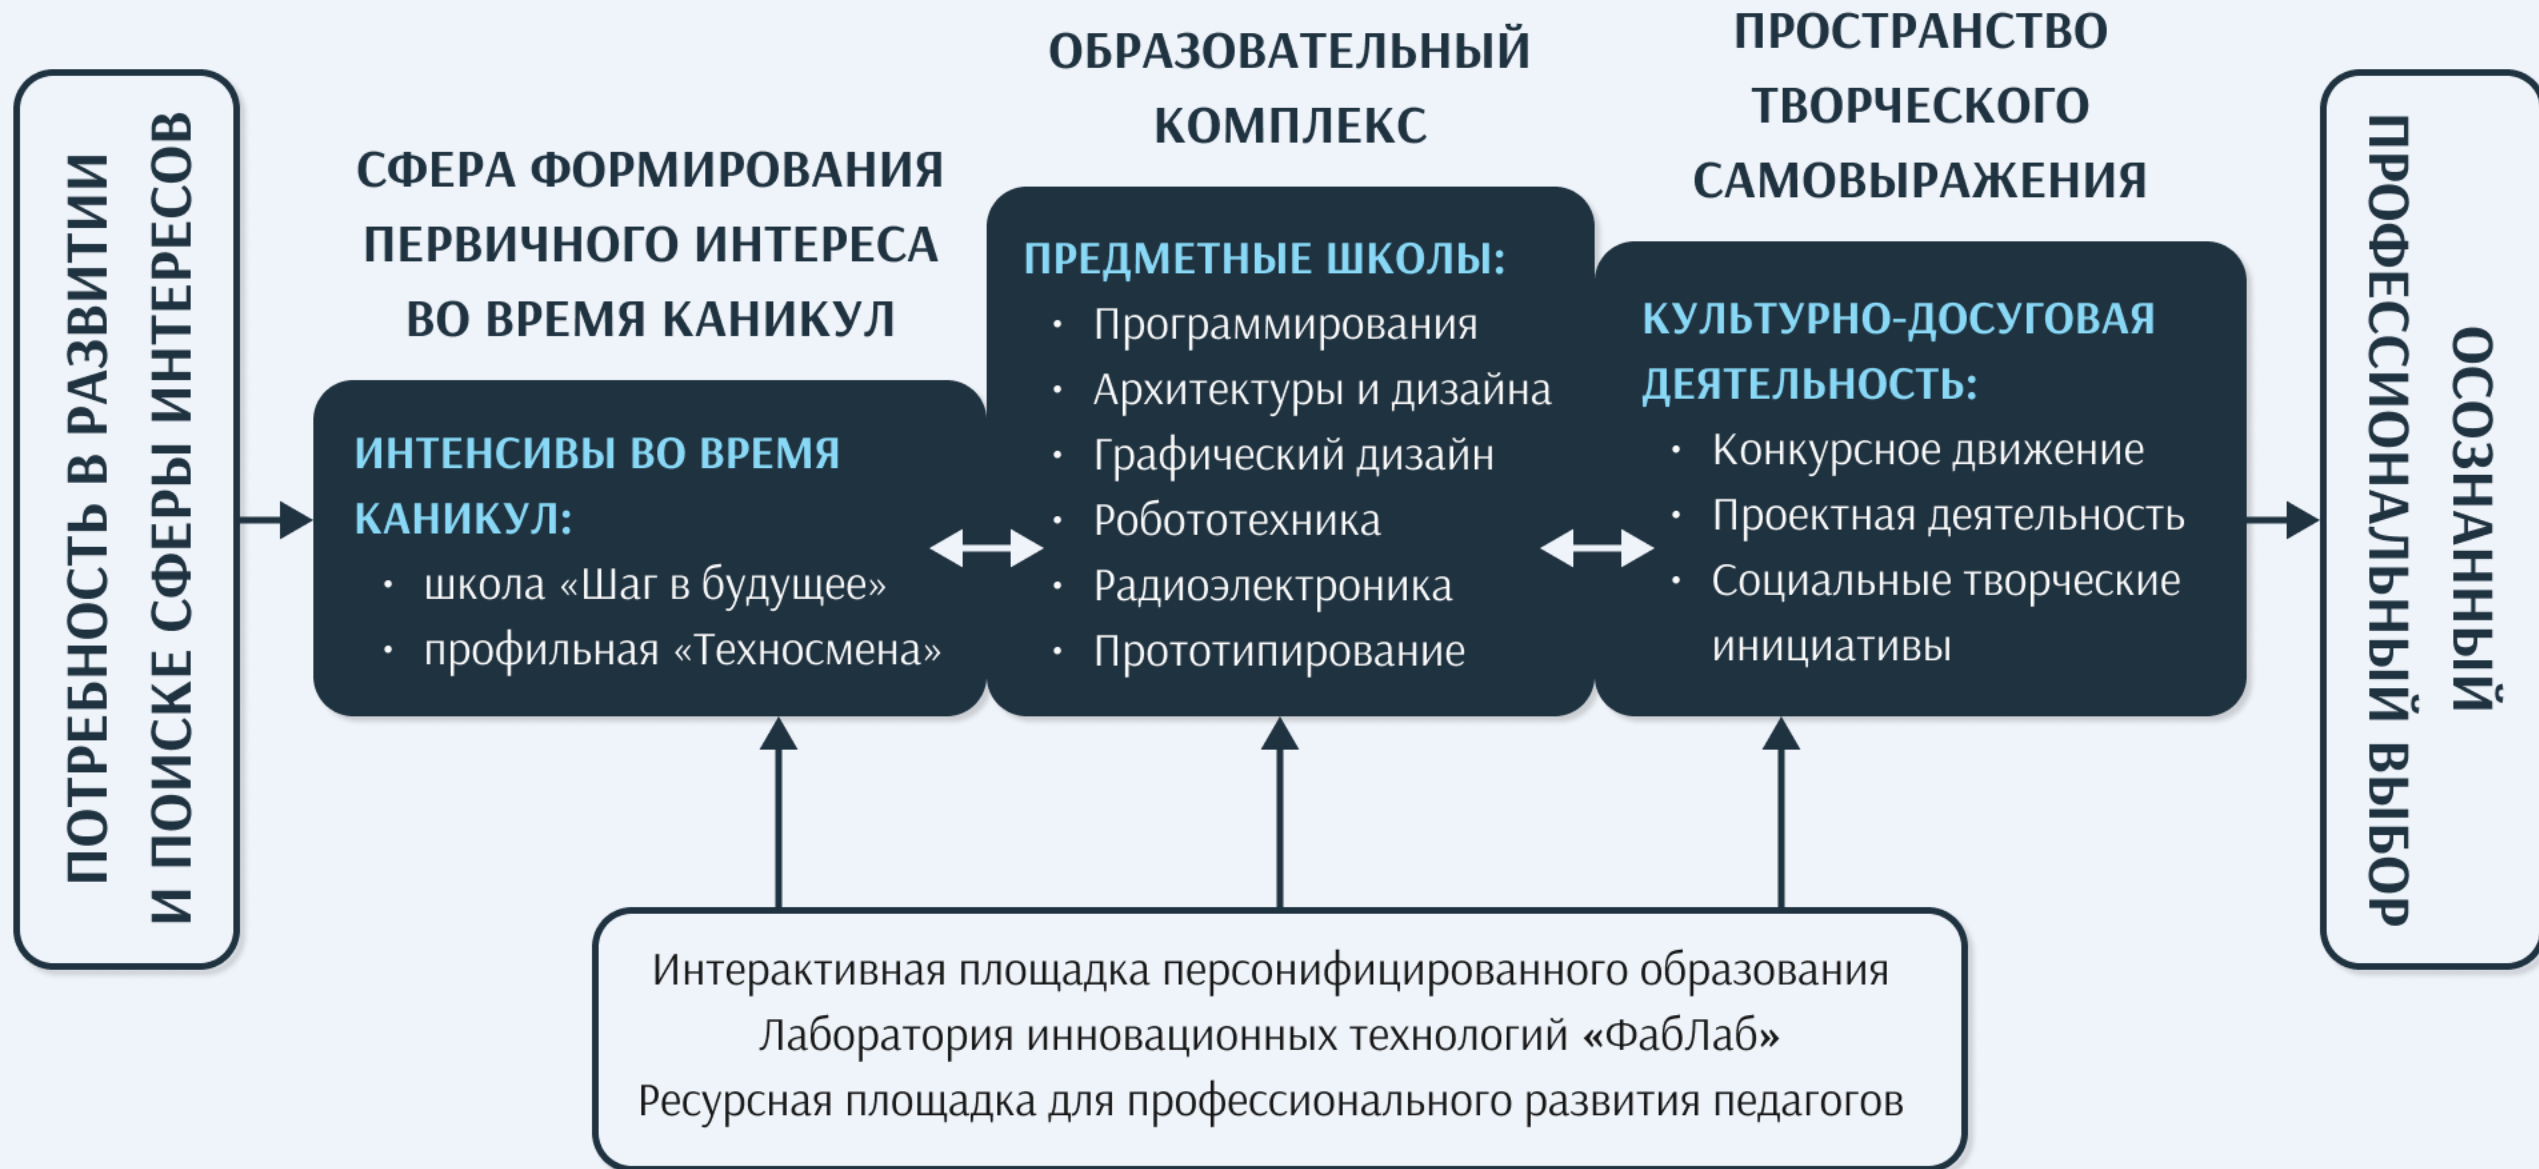 ПОТРЕБНОСТЬ В РАЗВИТИИ
И ПОИСКЕ СФЕРЫ ИНТЕРЕСОВ
СФЕРА ФОРМИРОВАНИЯ
ПЕРВИЧНОГО ИНТЕРЕСА
ВО ВРЕМЯ КАНИКУЛ
ИНТЕНСИВЫ ВО ВРЕМЯ
КАНИКУЛ:
• школа «Шаг в будущее»
• профильная «Техносмена»
ОБРАЗОВАТЕЛЬНЫЙ
КОМПЛЕКС
ПРЕДМЕТНЫЕ ШКОЛЫ:
• Программирования
• Архитектуры и дизайна
• Графический дизайн
• Робототехника
• Радиоэлектроника
• Прототипирование
ПРОСТРАНСТВО
ТВОРЧЕСКОГО
САМОВЫРАЖЕНИЯ
КУЛЬТУРНО-ДОСУГОВАЯ
ДЕЯТЕЛЬНОСТЬ:
• Конкурсное движение
• Проектная деятельность
• Социальные творческие
инициативы
ОСОЗНАННЫЙ
ПРОФЕССИОНАЛЬНЫЙ ВЫБОР
Интерактивная площадка персонифицированного образования
Лаборатория инновационных технологий «ФабЛаб»
Ресурсная площадка для профессионального развития педагогов